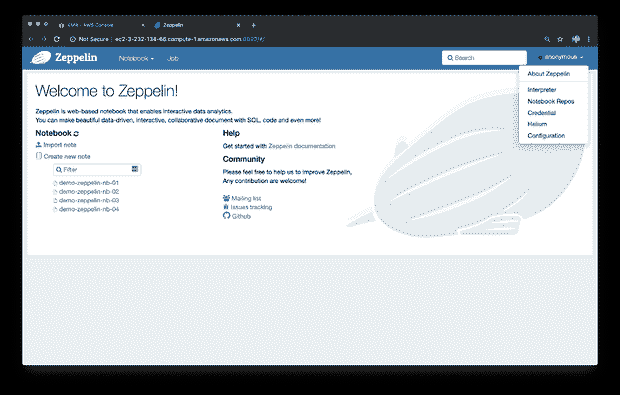 EMR - AWS Console
Zeppelin
Not Secure | ec2-3-232-134-66.compute-1.amazonaws.com:
Zeppelin
Notebook
Job
Search
anonymous
About Zeppelin
Interpreter
Notebook Repos
Credential
Helium
Configuration
Welcome to Zeppelin!
Zeppelin is web-based notebook that enables interactive data analytics.
You can make beautiful data-driven, interactive, collaborative document with SQL, code and even more!
Notebook
Import note
Create new note
Filter
demo-zeppelin-nb-01
demo-zeppelin-nb-02
demo-zeppelin-nb-03
demo-zeppelin-nb-04
Help
Get started with Zeppelin documentation
Community
Please feel free to help us to improve Zeppelin,
Any contribution are welcome!
Mailing list
Issues tracking
Github